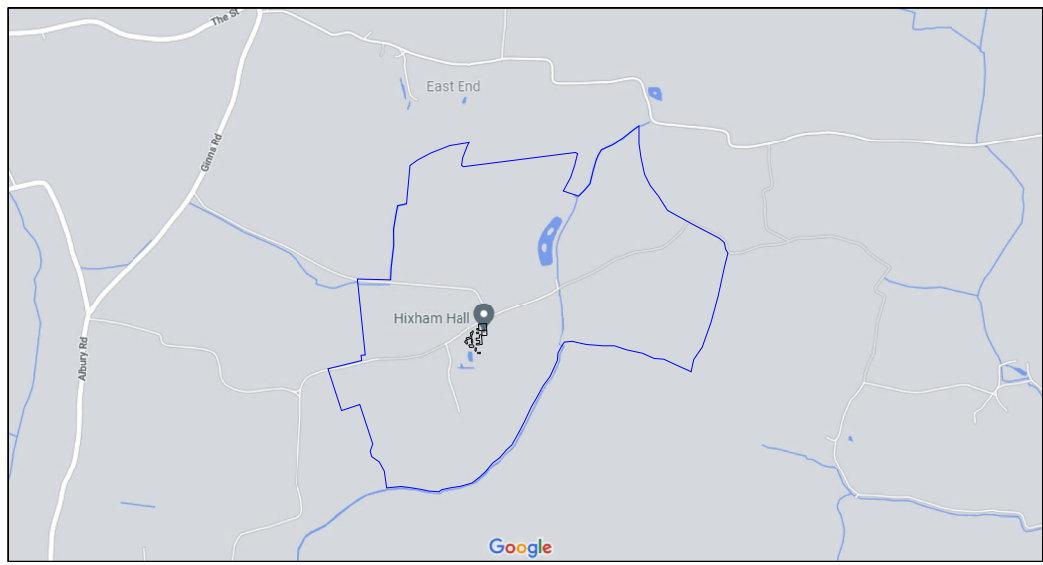 The St
East End
Ginns Rd
Hixham Hall
Albury Rd
Google